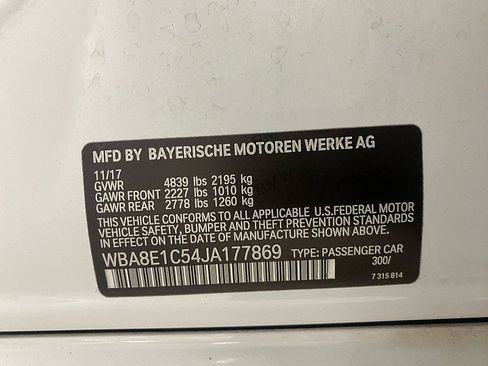 MFD BY BAYERISCHE MOTOREN WERKE AG
11/17
GVWR 4839 lbs 2195 kg
GAWR FRONT 2227 lbs 1010 kg
GAWR REAR 2778 lbs 1260 kg
THIS VEHICLE CONFORMS TO ALL APPLICABLE U.S.FEDERAL MOTOR
VEHICLE SAFETY, BUMPER AND THEFT PREVENTION STANDARDS
IN EFFECT ON THE DATE OF MANUFACTURE SHOWN ABOVE.
WBA8E1C54JA177869 TYPE: PASSENGER CAR
300/
7 315 814